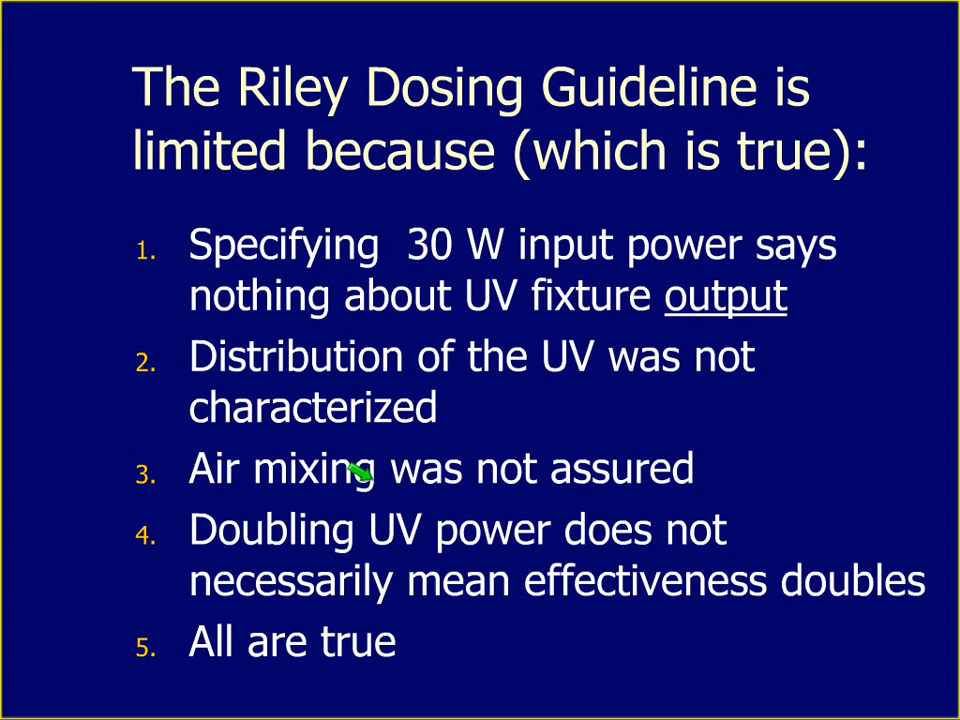 The Riley Dosing Guideline is
limited because (which is true):
1. Specifying 30 W input power says
nothing about UV fixture output
2. Distribution of the UV was not
characterized
3. Air mixing was not assured
4. Doubling UV power does not
necessarily mean effectiveness doubles
5. All are true